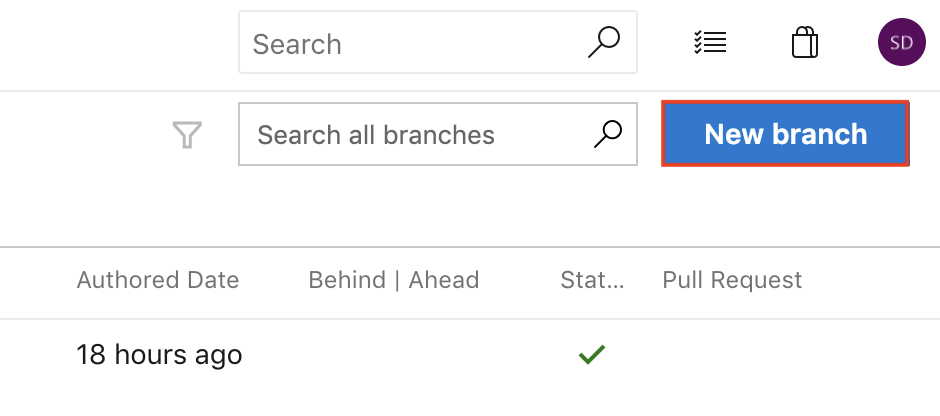 Search
SD
Search all branches
New branch
Authored Date Behind | Ahead Stat... Pull Request
18 hours ago